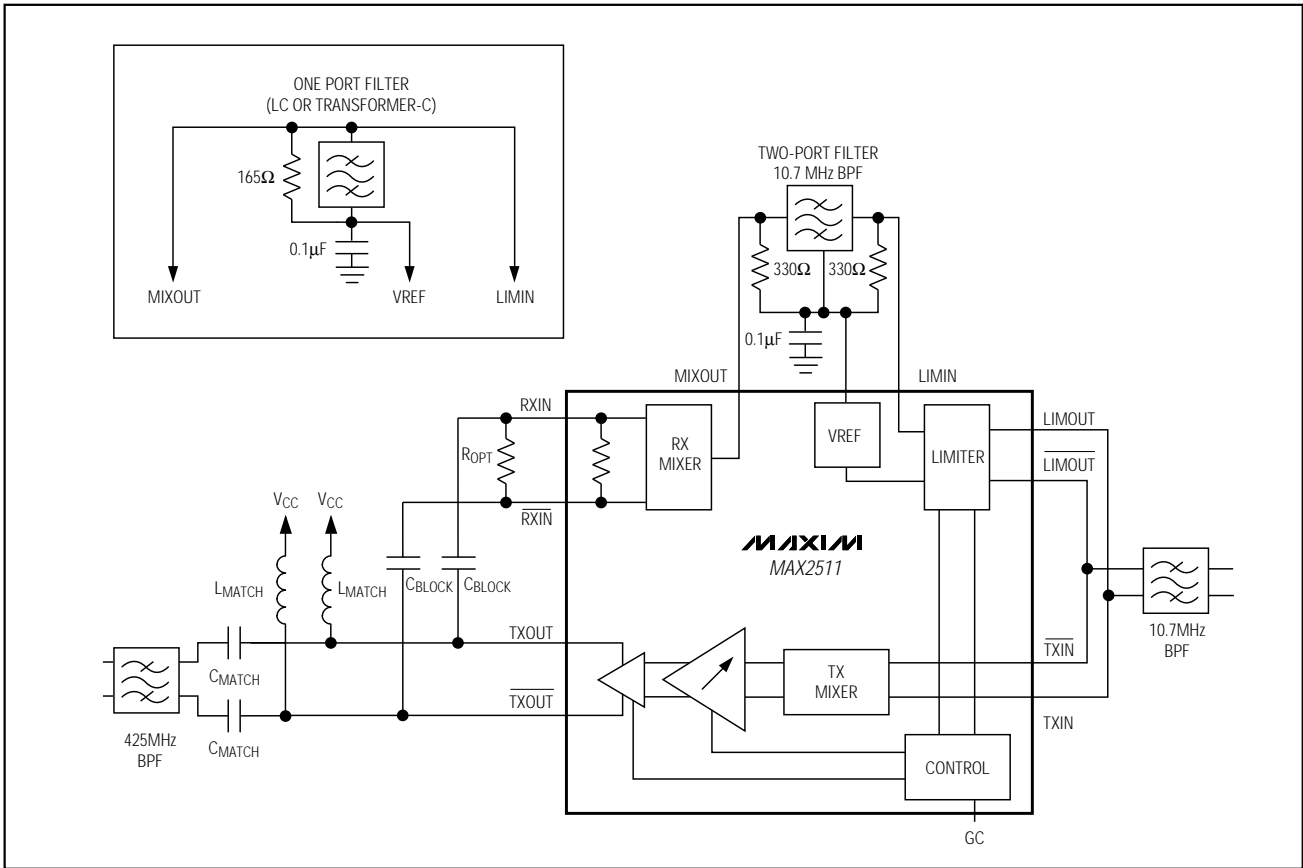 ONE PORT FILTER
(LC OR TRANSFORMER-C)
165Ω
0.1μF
MIXOUT
VREF
LIMIN
TWO-PORT FILTER
10.7 MHz BPF
330Ω
330Ω
0.1μF
MIXOUT
LIMIN
RXIN
ROPT
RXIN
RX
MIXER
VREF
LIMITER
LIMOUT
LIMOUT
VCC
VCC
LMATCH
LMATCH
CBLOCK
CBLOCK
MAXIM
MAX2511
CMATCH
CMATCH
425MHz
BPF
TXOUT
TXOUT
TX
MIXER
TXIN
TXIN
10.7MHz
BPF
CONTROL
GC